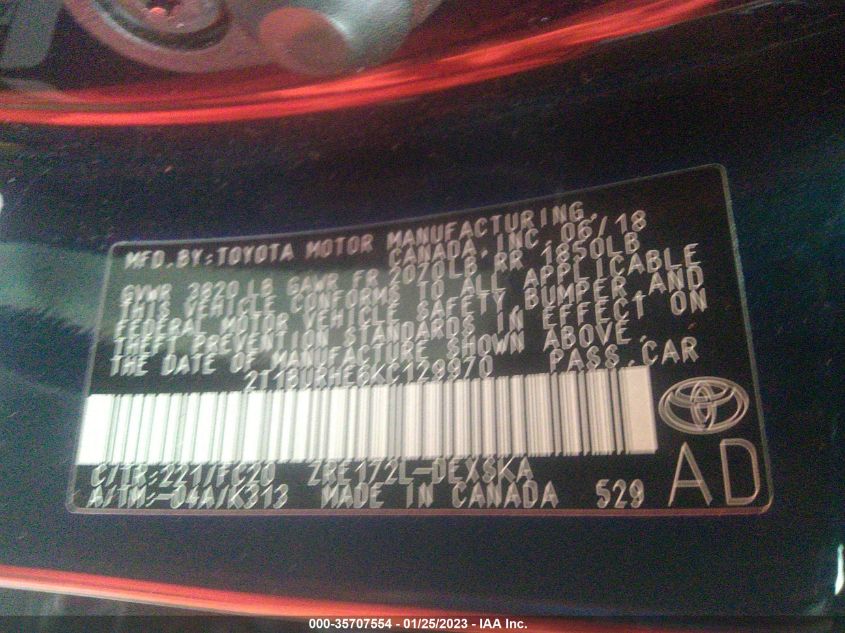 MFD. BY: TOYOTA MOTOR MANUFACTURING
CANADA, INC. 06/18
GVWR 3820 LB GAWR FR 2070LB RR 1850LB
THIS VEHICLE CONFORMS TO ALL APPLICABLE
FEDERAL MOTOR VEHICLE SAFETY, BUMPER AND
THEFT PREVENTION STANDARDS IN EFFECT ON
THE DATE OF MANUFACTURE SHOWN ABOVE.
2T1BURHE6KC129970 PASS.CAR
C/TR:221/FC20 ZRE172L-DEXSKA
A/TM:-04A/K313 MADE IN CANADA 529
AD
000-35707554 - 01/25/2023 - IAA Inc.